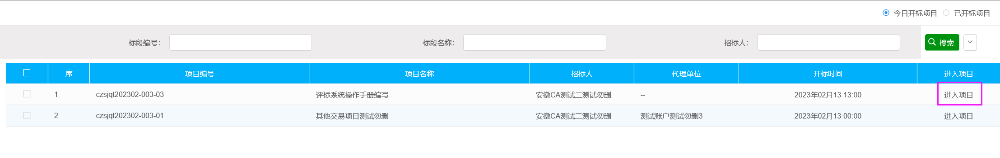 今日开标项目 已开标项目
标段编号： 标段名称： 招标人： 搜索
序 项目编号 项目名称 招标人 代理单位 开标时间 进入项目
1 czsjqt202302-003-03 评标系统操作手册编写 安徽CA测试三测试勿删 -- 2023年02月13 13:00 进入项目
2 czsjqt202302-003-01 其他交易项目测试勿删 安徽CA测试三测试勿删 测试账户测试勿删3 2023年02月13 00:00 进入项目